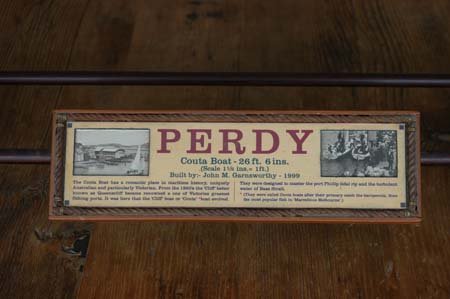 PERDY
Couta Boat - 26 ft. 6 ins.
(Scale 1½ ins.= 1ft.)
Built by:- John M. Garnsworthy - 1999
The Couta Boat has a romantic place in maritime history, uniquely
Australian and particularly Victorian. From the 1860's the 'Cliff' better
known as Queenscliff became renowned a one of Victorias greatest
fishing ports. It was here that the 'Cliff' boat or 'Couta' boat evolved.
They were designed to master the port Phillip tidal rip and the turbulent
water of Bass Strait.
(They were called Couta boats after their primary catch the barracouta, then
the most popular fish in 'Marvellous Melbourne'.)